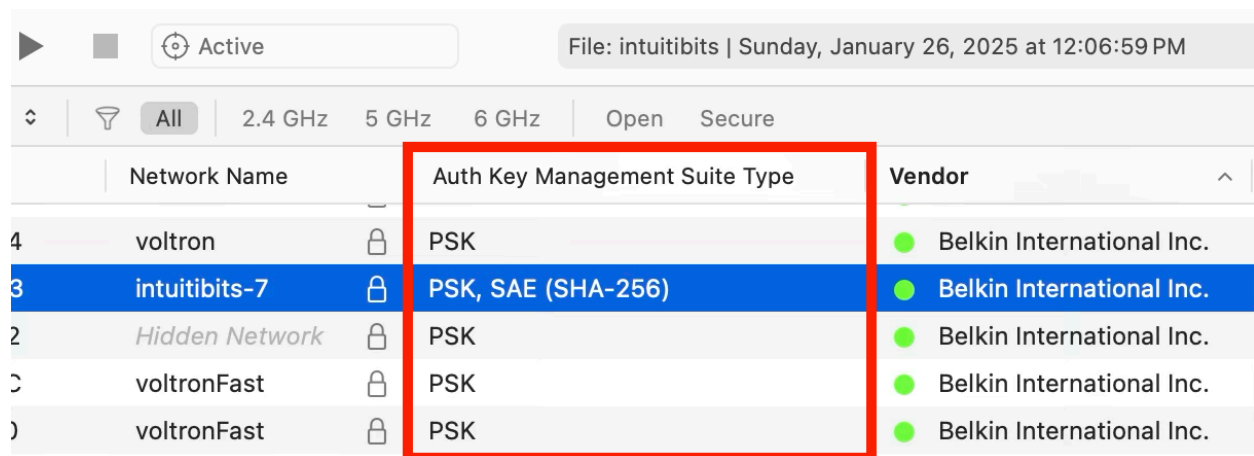 Active File: intuitibits | Sunday, January 26, 2025 at 12:06:59 PM
All 2.4 GHz 5 GHz 6 GHz Open Secure
Network Name Auth Key Management Suite Type Vendor
4 voltron PSK Belkin International Inc.
3 intuitibits-7 PSK, SAE (SHA-256) Belkin International Inc.
2 Hidden Network PSK Belkin International Inc.
C voltronFast PSK Belkin International Inc.
voltronFast PSK Belkin International Inc.